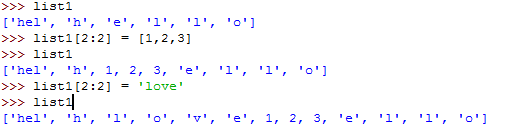 >>> list1
['hel', 'h', 'e', 'l', 'l', 'o']
>>> list1[2:2] = [1,2,3]
>>> list1
['hel', 'h', 1, 2, 3, 'e', 'l', 'l', 'o']
>>> list1[2:2] = 'love'
>>> list1
['hel', 'h', 'l', 'o', 'v', 'e', 1, 2, 3, 'e', 'l', 'l', 'o']